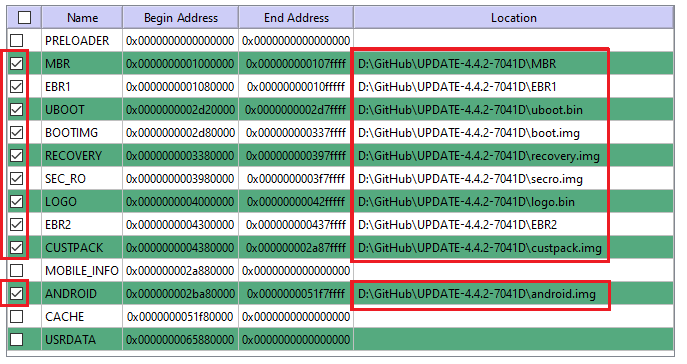 Name Begin Address End Address Location
PRELOADER 0x0000000000000000 0x0000000000000000
MBR 0x0000000001000000 0x000000000107ffff D:\GitHub\UPDATE-4.4.2-7041D\MBR
EBR1 0x0000000001080000 0x00000000010fffff D:\GitHub\UPDATE-4.4.2-7041D\EBR1
UBOOT 0x0000000002d20000 0x0000000002d7ffff D:\GitHub\UPDATE-4.4.2-7041D\uboot.bin
BOOTIMG 0x0000000002d80000 0x000000000337ffff D:\GitHub\UPDATE-4.4.2-7041D\boot.img
RECOVERY 0x0000000003380000 0x000000000397ffff D:\GitHub\UPDATE-4.4.2-7041D\recovery.img
SEC_RO 0x0000000003980000 0x0000000003f7ffff D:\GitHub\UPDATE-4.4.2-7041D\secro.img
LOGO 0x0000000004000000 0x00000000042fffff D:\GitHub\UPDATE-4.4.2-7041D\logo.bin
EBR2 0x0000000004300000 0x000000000437ffff D:\GitHub\UPDATE-4.4.2-7041D\EBR2
CUSTPACK 0x0000000004380000 0x000000002a87ffff D:\GitHub\UPDATE-4.4.2-7041D\custpack.img
MOBILE_INFO 0x000000002a880000 0x0000000000000000
ANDROID 0x000000002ba80000 0x0000000051f7ffff D:\GitHub\UPDATE-4.4.2-7041D\android.img
CACHE 0x0000000051f80000 0x0000000000000000
USRDATA 0x0000000065880000 0x0000000000000000